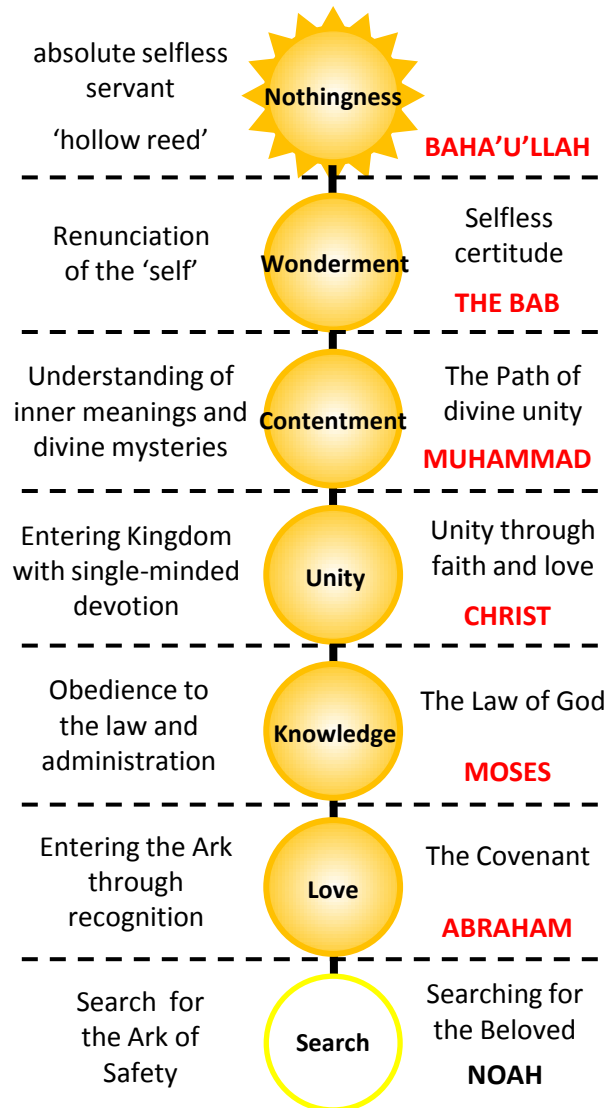 absolute selfless
servant
'hollow reed'
Nothingness
BAHA'U'LLAH
Renunciation
of the 'self'
Wonderment
Selfless
certitude
THE BAB
Understanding of
inner meanings and
divine mysteries
Contentment
The Path of
divine unity
MUHAMMAD
Entering Kingdom
with single-minded
devotion
Unity
Unity through
faith and love
CHRIST
Obedience to
the law and
administration
Knowledge
The Law of God
MOSES
Entering the Ark
through
recognition
Love
The Covenant
ABRAHAM
Search for
the Ark of
Safety
Search
Searching for
the Beloved
NOAH